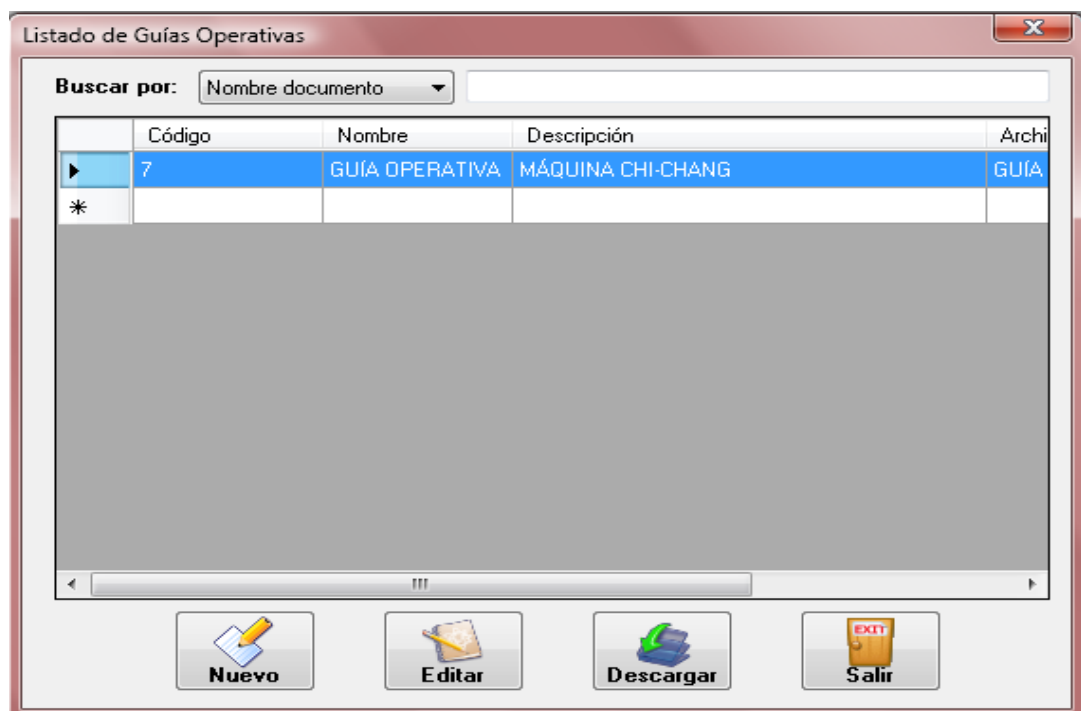 Listado de Guías Operativas
Buscar por: Nombre documento
Código Nombre Descripción Archi
7 GUÍA OPERATIVA MÁQUINA CHI-CHANG GUÍA
EXIT
Nuevo Editar Descargar Salir